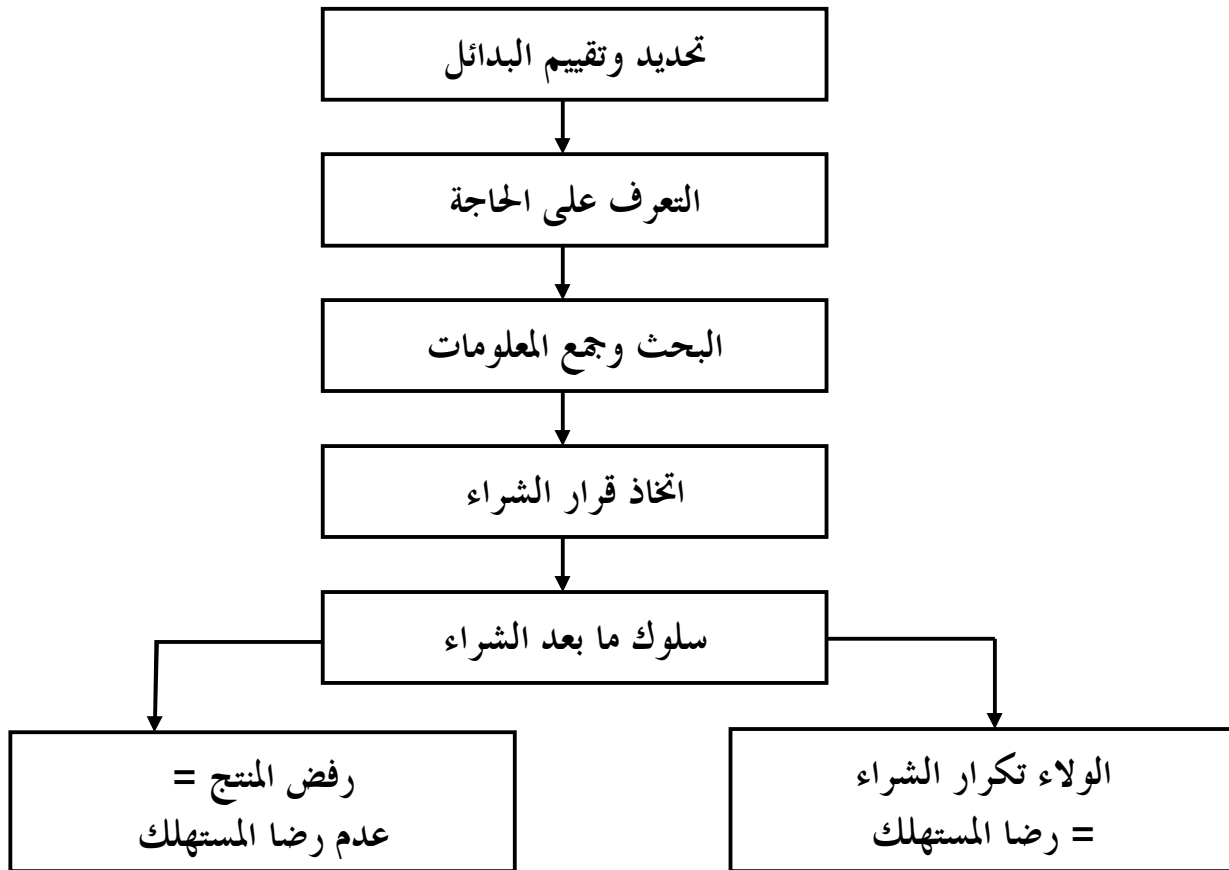 تحديد وتقييم البدائل
التعرف على الحاجة
البحث وجمع المعلومات
اتخاذ قرار الشراء
سلوك ما بعد الشراء
الولاء تكرار الشراء
= رضا المستهلك
رفض المنتج =
عدم رضا المستهلك